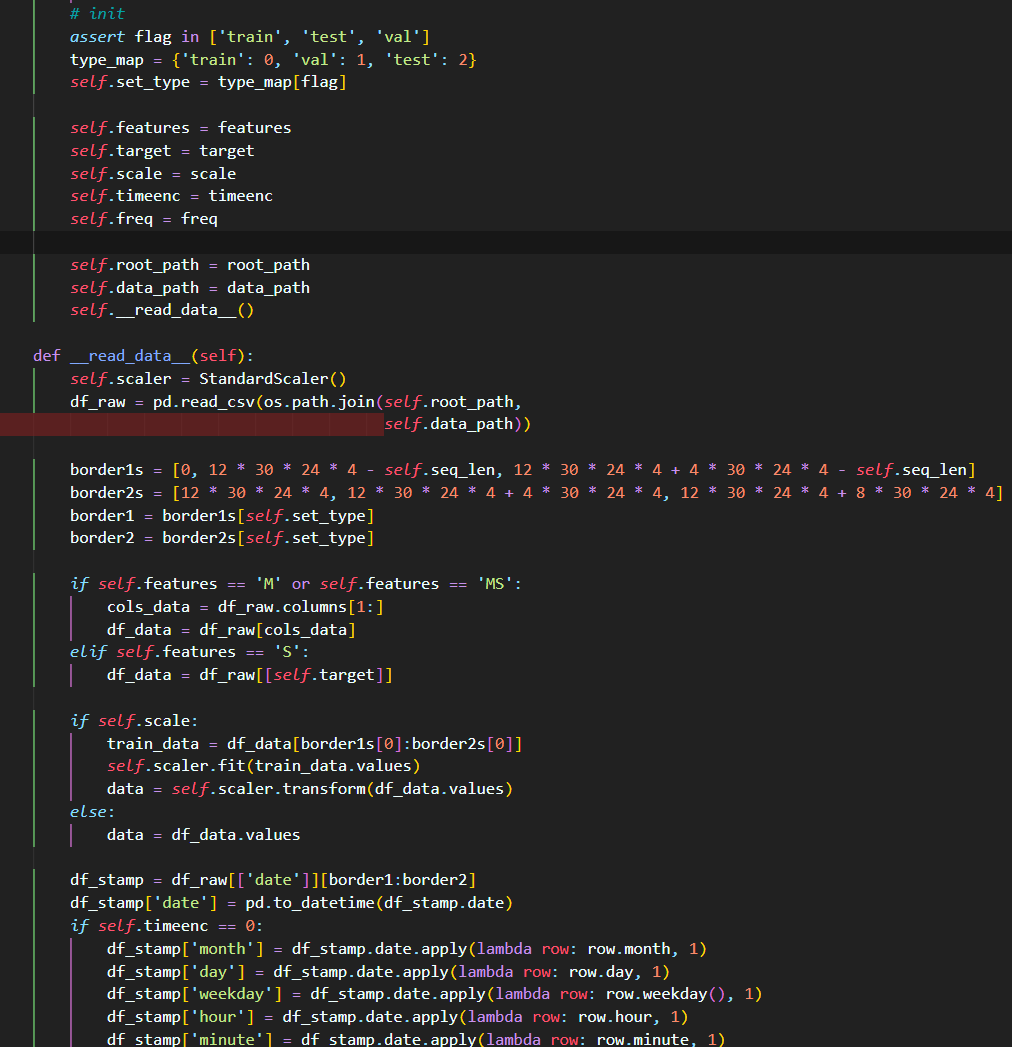 # init
assert flag in ['train', 'test', 'val']
type_map = {'train': 0, 'val': 1, 'test': 2}
self.set_type = type_map[flag]
self.features = features
self.target = target
self.scale = scale
self.timeenc = timeenc
self.freq = freq
self.root_path = root_path
self.data_path = data_path
self.__read_data__()
def __read_data__(self):
self.scaler = StandardScaler()
df_raw = pd.read_csv(os.path.join(self.root_path,
self.data_path))
border1s = [0, 12 * 30 * 24 * 4 - self.seq_len, 12 * 30 * 24 * 4 + 4 * 30 * 24 * 4 - self.seq_len]
border2s = [12 * 30 * 24 * 4, 12 * 30 * 24 * 4 + 4 * 30 * 24 * 4, 12 * 30 * 24 * 4 + 8 * 30 * 24 * 4]
border1 = border1s[self.set_type]
border2 = border2s[self.set_type]
if self.features == 'M' or self.features == 'MS':
cols_data = df_raw.columns[1:]
df_data = df_raw[cols_data]
elif self.features == 'S':
df_data = df_raw[[self.target]]
if self.scale:
train_data = df_data[border1s[0]:border2s[0]]
self.scaler.fit(train_data.values)
data = self.scaler.transform(df_data.values)
else:
data = df_data.values
df_stamp = df_raw[['date']][border1:border2]
df_stamp['date'] = pd.to_datetime(df_stamp.date)
if self.timeenc == 0:
df_stamp['month'] = df_stamp.date.apply(lambda row: row.month, 1)
df_stamp['day'] = df_stamp.date.apply(lambda row: row.day, 1)
df_stamp['weekday'] = df_stamp.date.apply(lambda row: row.weekday(), 1)
df_stamp['hour'] = df_stamp.date.apply(lambda row: row.hour, 1)
df_stamp['minute'] = df_stamp.date.apply(lambda row: row.minute, 1)